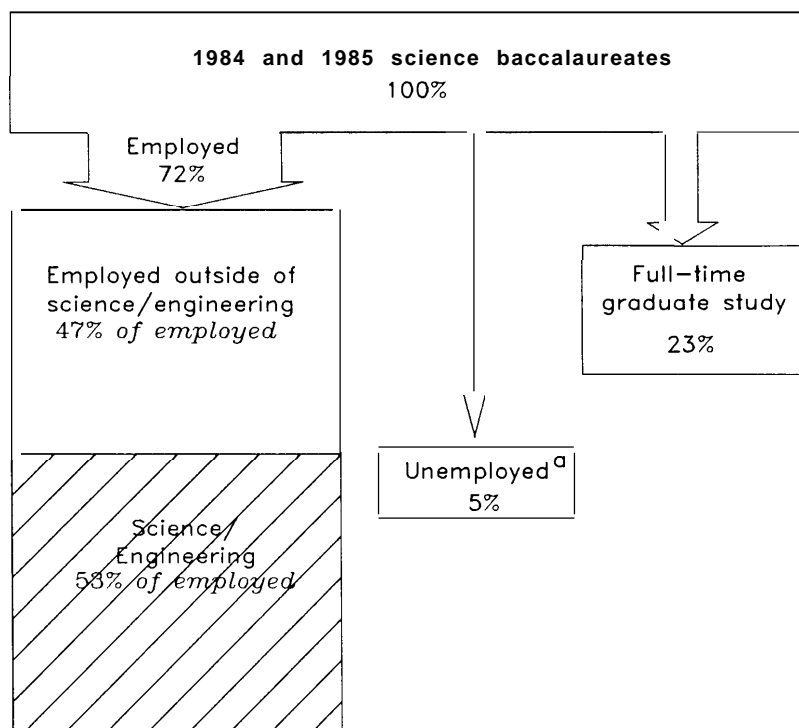 1984 and 1985 science baccalaureates
100%
Employed
72%
Employed outside of
science/engineering
47% of employed
Full-time
graduate study
23%
Unemployed a
5%
Science/
Engineering
53% of employed